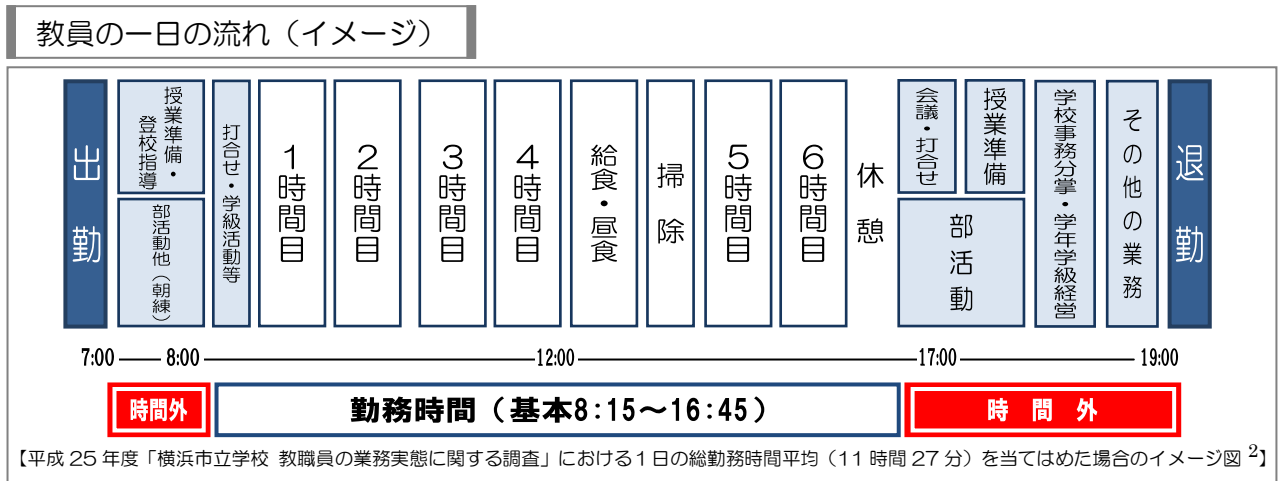 教員の一日の流れ（イメージ）
出勤
授業準備・
登校指導
部活動他（朝練）
打合せ・学級活動等
1時間目
2時間目
3時間目
4時間目
給食・昼食
掃除
5時間目
6時間目
休憩
会議・打合せ
授業準備
部活動
学校事務分掌・学年学級経営
その他の業務
退勤
7:00 8:00 12:00 17:00 19:00
時間外 勤務時間（基本8:15～16:45） 時間外
【平成 25 年度「横浜市立学校 教職員の業務実態に関する調査」における1日の総勤務時間平均（11 時間 27 分）を当てはめた場合のイメージ図 2】